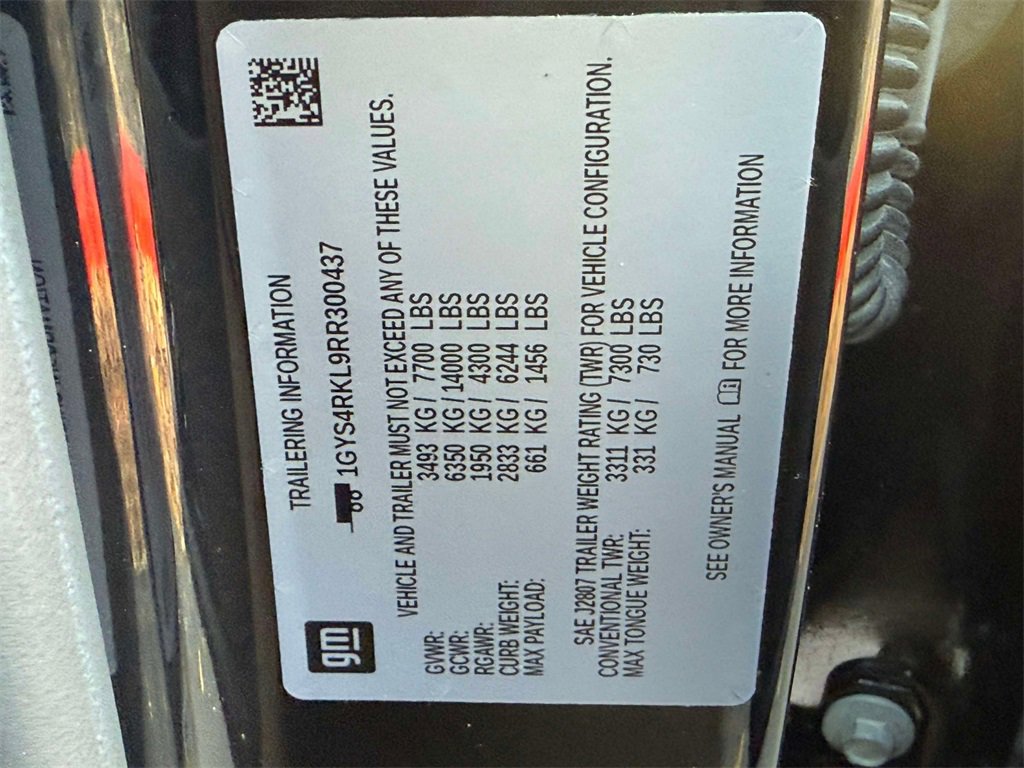 gm
TRAILERING INFORMATION
1GYS4RKL9RR300437
VEHICLE AND TRAILER MUST NOT EXCEED ANY OF THESE VALUES.
GVWR: 3493 KG / 7700 LBS
GCWR: 6350 KG / 14000 LBS
RGAWR: 1950 KG / 4300 LBS
CURB WEIGHT: 2833 KG / 6244 LBS
MAX PAYLOAD: 661 KG / 1456 LBS
SAE J2807 TRAILER WEIGHT RATING (TWR) FOR VEHICLE CONFIGURATION.
CONVENTIONAL TWR: 3311 KG / 7300 LBS
MAX TONGUE WEIGHT: 331 KG / 730 LBS
SEE OWNER'S MANUAL FOR MORE INFORMATION